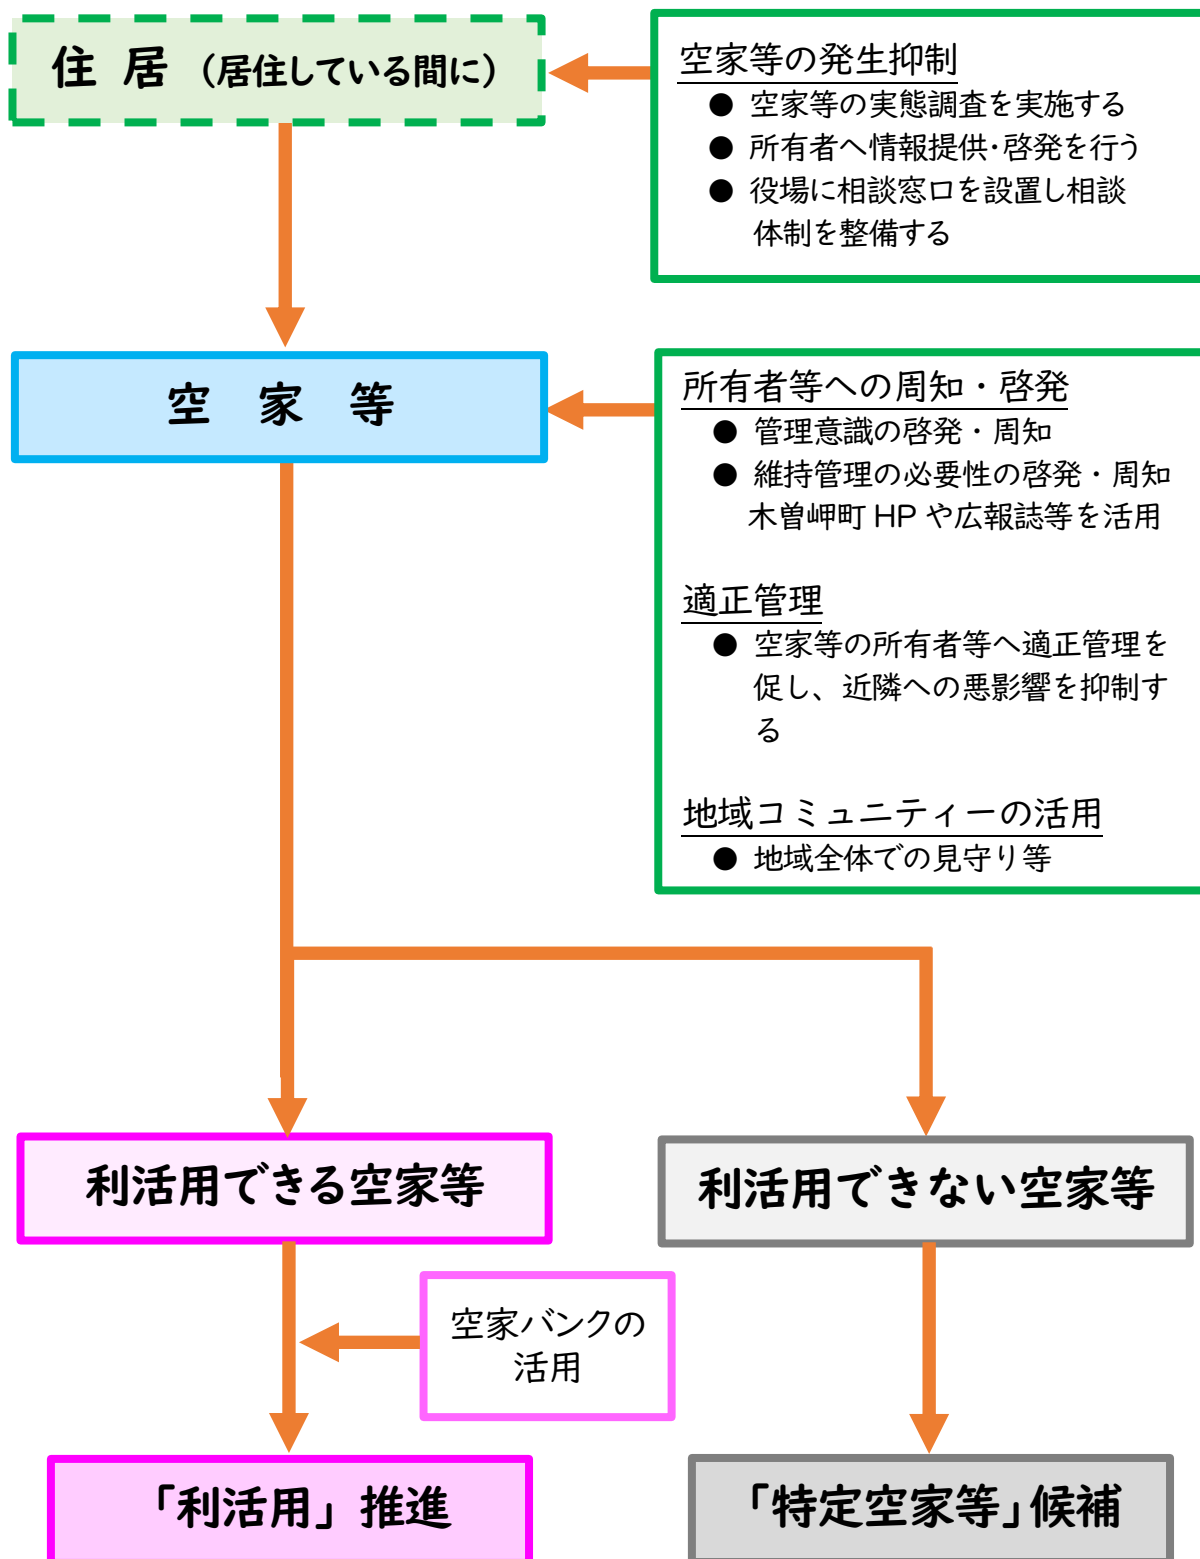 住 居 （居住している間に）
空家等の発生抑制
● 空家等の実態調査を実施する
● 所有者へ情報提供・啓発を行う
● 役場に相談窓口を設置し相談
体制を整備する
空 家 等
所有者等への周知・啓発
● 管理意識の啓発・周知
● 維持管理の必要性の啓発・周知
木曽岬町 HP や広報誌等を活用
適正管理
● 空家等の所有者等へ適正管理を
促し、近隣への悪影響を抑制す
る
地域コミュニティーの活用
● 地域全体での見守り等
利活用できる空家等
利活用できない空家等
空家バンクの
活用
「利活用」推進
「特定空家等」候補